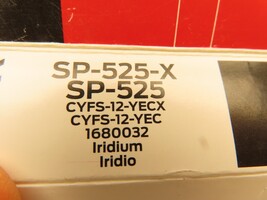 SP-525-X
SP-525
CYFS-12-YECX
CYFS-12-YEC
1680032
Iridium
Iridio